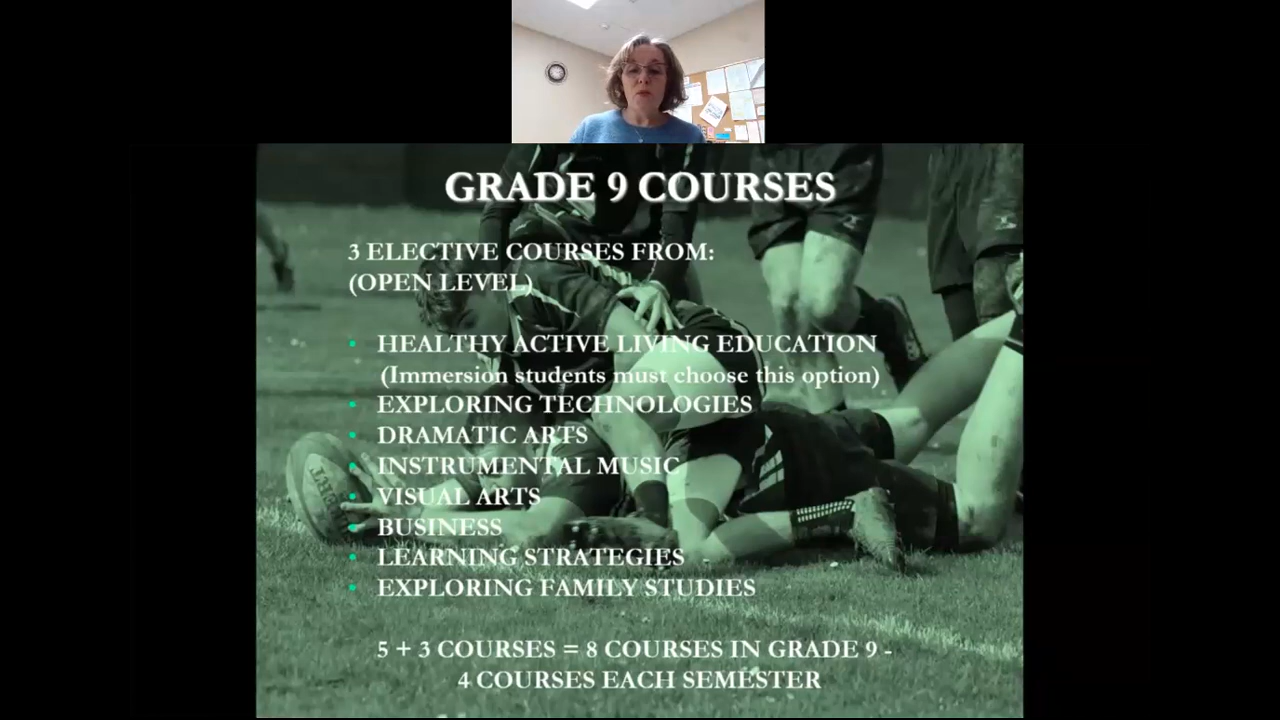 GRADE 9 COURSES
3 ELECTIVE COURSES FROM:
(OPEN LEVEL)
• HEALTHY ACTIVE LIVING EDUCATION
(Immersion students must choose this option)
• EXPLORING TECHNOLOGIES
• DRAMATIC ARTS
• INSTRUMENTAL MUSIC
• VISUAL ARTS
• BUSINESS
• LEARNING STRATEGIES
• EXPLORING FAMILY STUDIES
5 + 3 COURSES = 8 COURSES IN GRADE 9 -
4 COURSES EACH SEMESTER